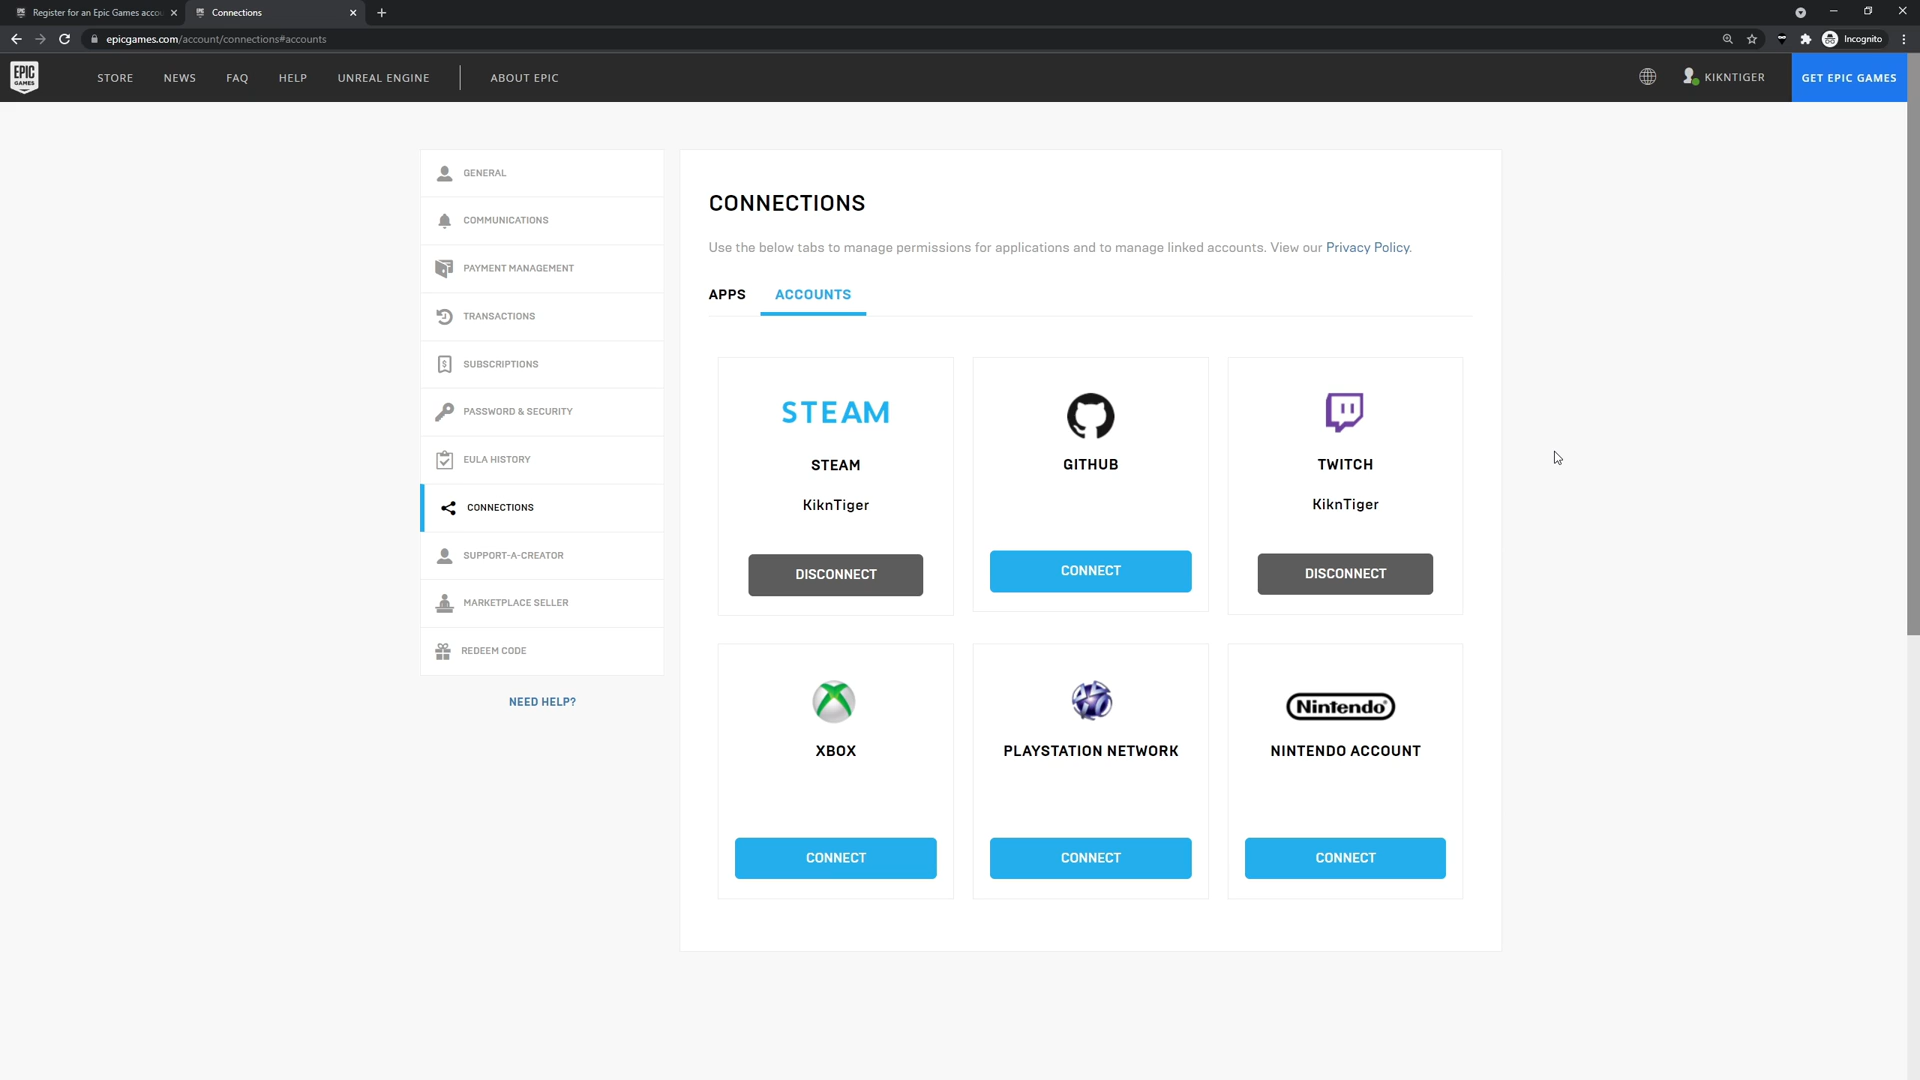 Register for an Epic Games accou
Connections
epicgames.com/account/connections#accounts
Incognito
EPIC GAMES
STORE
NEWS
FAQ
HELP
UNREAL ENGINE
ABOUT EPIC
KIKNTIGER
GET EPIC GAMES
GENERAL
COMMUNICATIONS
PAYMENT MANAGEMENT
TRANSACTIONS
SUBSCRIPTIONS
PASSWORD & SECURITY
EULA HISTORY
CONNECTIONS
SUPPORT-A-CREATOR
MARKETPLACE SELLER
REDEEM CODE
NEED HELP?
CONNECTIONS
Use the below tabs to manage permissions for applications and to manage linked accounts. View our Privacy Policy.
APPS
ACCOUNTS
STEAM
STEAM
KiknTiger
DISCONNECT
GITHUB
CONNECT
TWITCH
KiknTiger
DISCONNECT
XBOX
CONNECT
PLAYSTATION NETWORK
CONNECT
Nintendo
NINTENDO ACCOUNT
CONNECT